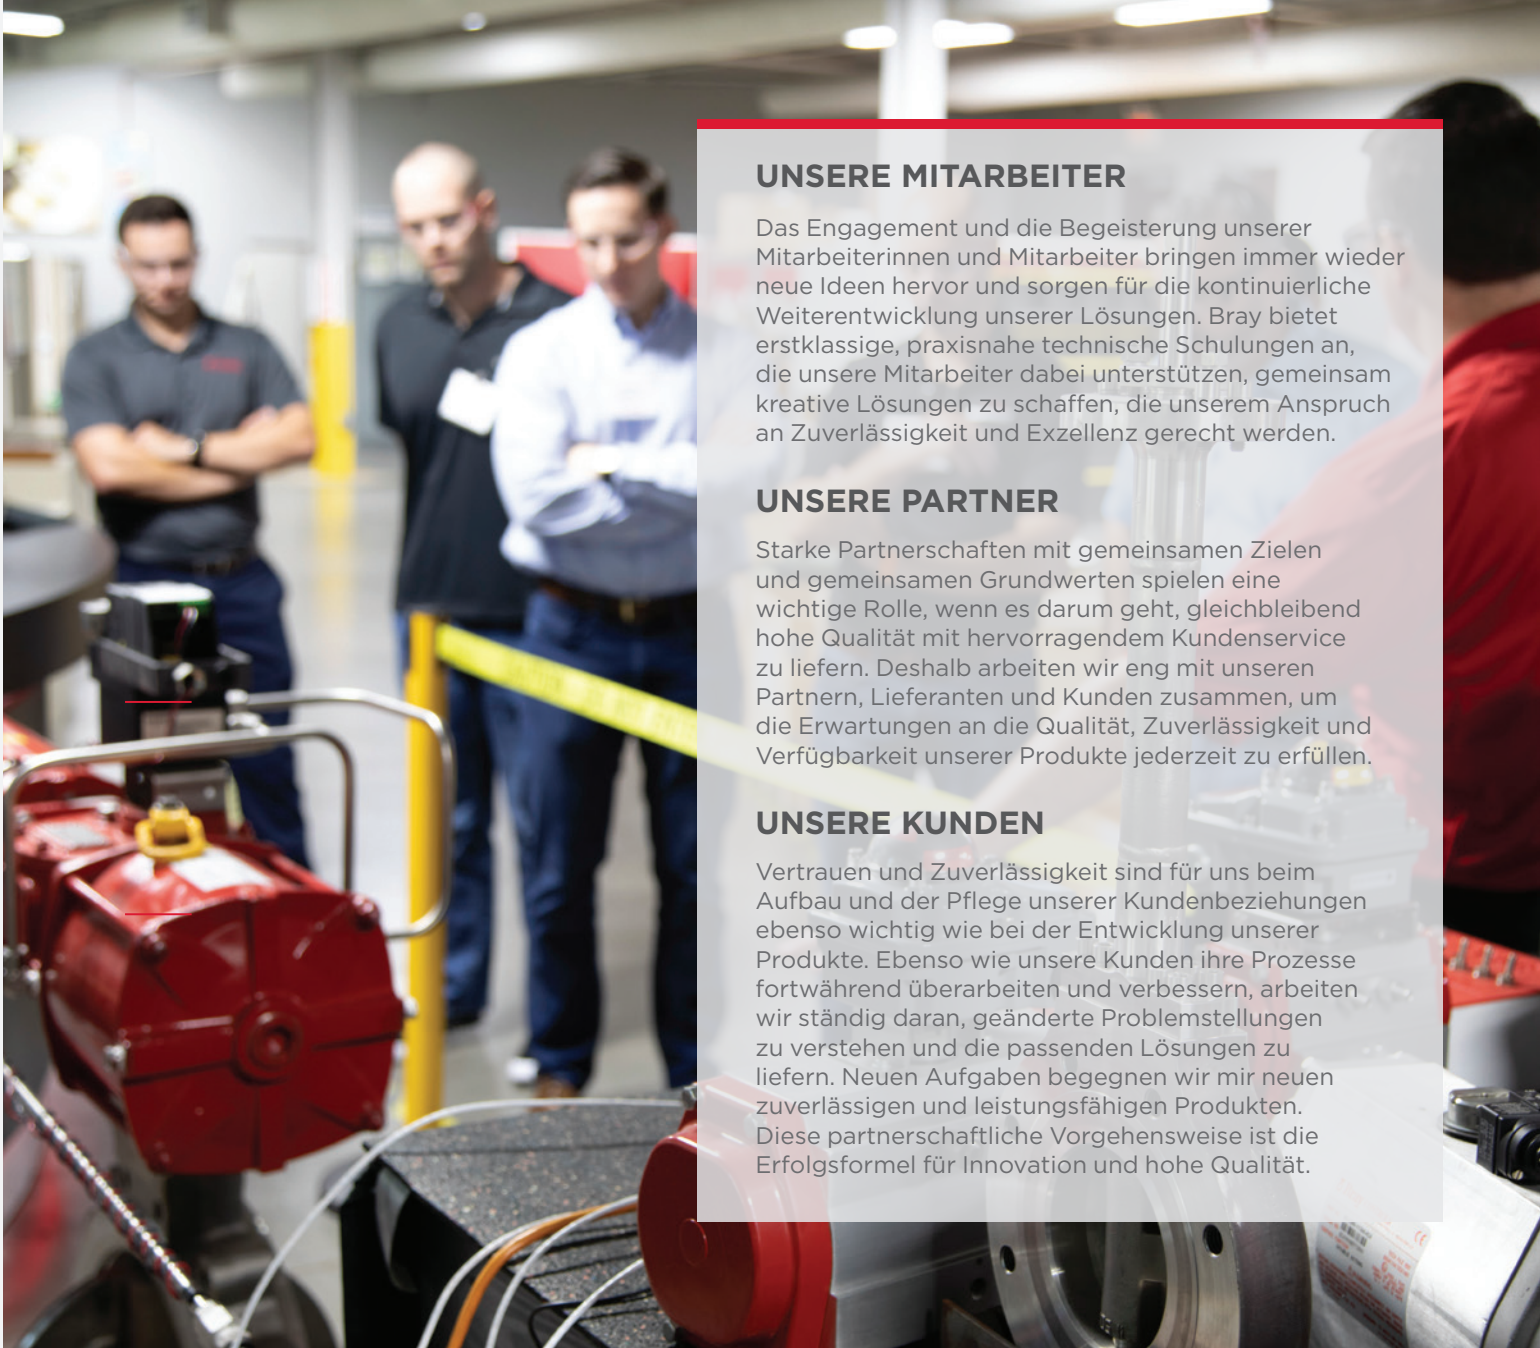 UNSERE MITARBEITER
Das Engagement und die Begeisterung unserer
Mitarbeiterinnen und Mitarbeiter bringen immer wieder
neue Ideen hervor und sorgen für die kontinuierliche
Weiterentwicklung unserer Lösungen. Bray bietet
erstklassige, praxisnahe technische Schulungen an,
die unsere Mitarbeiter dabei unterstützen, gemeinsam
kreative Lösungen zu schaffen, die unserem Anspruch
an Zuverlässigkeit und Exzellenz gerecht werden.
UNSERE PARTNER
Starke Partnerschaften mit gemeinsamen Zielen
und gemeinsamen Grundwerten spielen eine
wichtige Rolle, wenn es darum geht, gleichbleibend
hohe Qualität mit hervorragendem Kundenservice
zu liefern. Deshalb arbeiten wir eng mit unseren
Partnern, Lieferanten und Kunden zusammen, um
die Erwartungen an die Qualität, Zuverlässigkeit und
Verfügbarkeit unserer Produkte jederzeit zu erfüllen.
UNSERE KUNDEN
Vertrauen und Zuverlässigkeit sind für uns beim
Aufbau und der Pflege unserer Kundenbeziehungen
ebenso wichtig wie bei der Entwicklung unserer
Produkte. Ebenso wie unsere Kunden ihre Prozesse
fortwährend überarbeiten und verbessern, arbeiten
wir ständig daran, geänderte Problemstellungen
zu verstehen und die passenden Lösungen zu
liefern. Neuen Aufgaben begegnen wir mir neuen
zuverlässigen und leistungsfähigen Produkten.
Diese partnerschaftliche Vorgehensweise ist die
Erfolgsformel für Innovation und hohe Qualität.